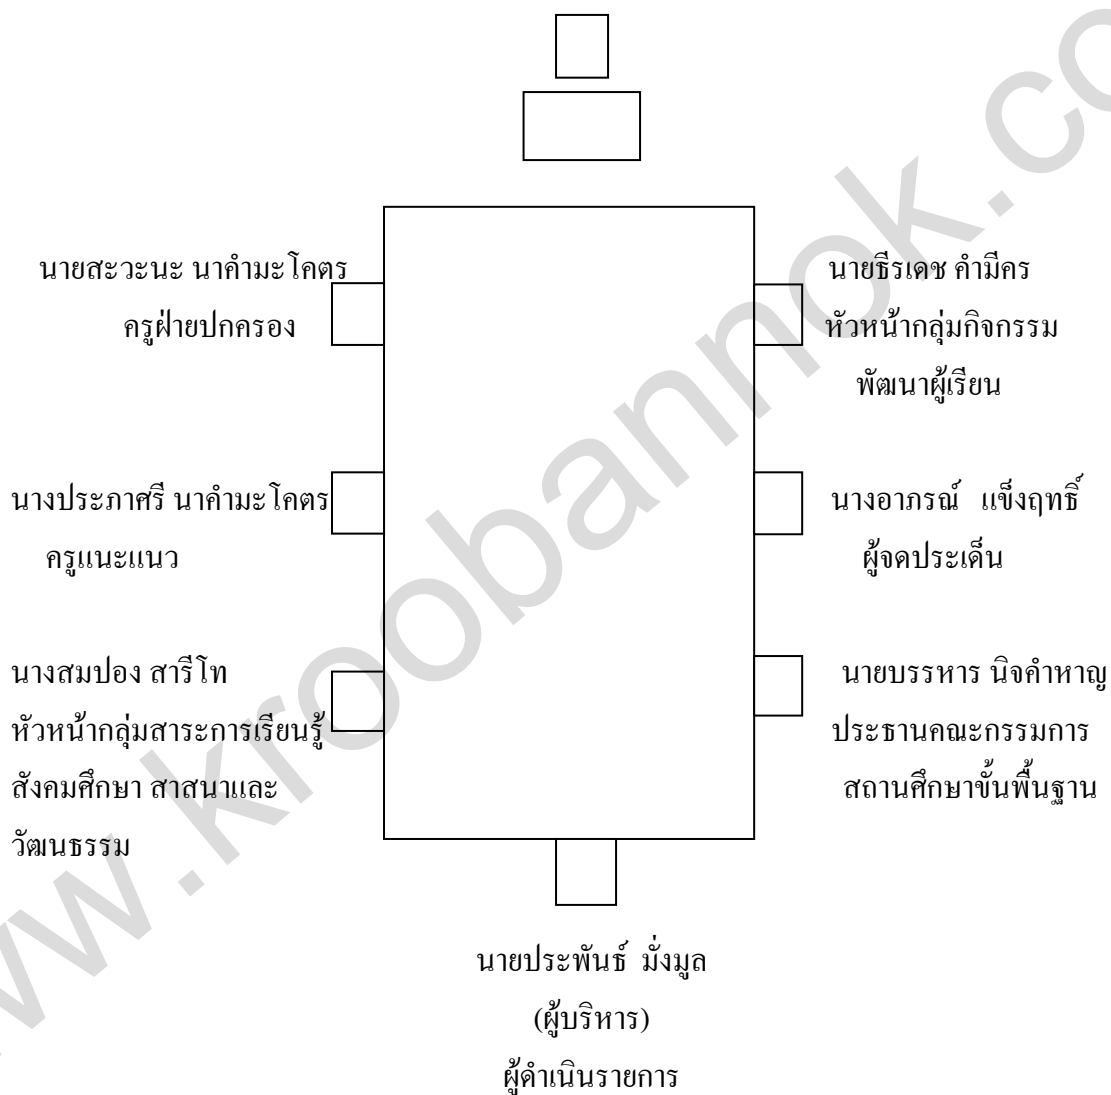 นายสะวะนะ นาคำมะโคตร
ครูฝ่ายปกครอง
นายธีรเดช คำมีคร
หัวหน้ากลุ่มกิจกรรม
พัฒนาผู้เรียน
นางประภาศรี นาคำมะโคตร
ครูแนะแนว
นางอาภรณ์ แข็งฤทธิ์
ผู้จดประเด็น
นางสมปอง สารีโท
หัวหน้ากลุ่มสาระการเรียนรู้
สังคมศึกษา สาสนาและ
วัฒนธรรม
นายบรรหาร นิจคำหาญ
ประธานคณะกรรมการ
สถานศึกษาขั้นพื้นฐาน
นายประพันธ์ มั่งมูล
(ผู้บริหาร)
ผู้ดำเนินรายการ
www.kroobannok.co